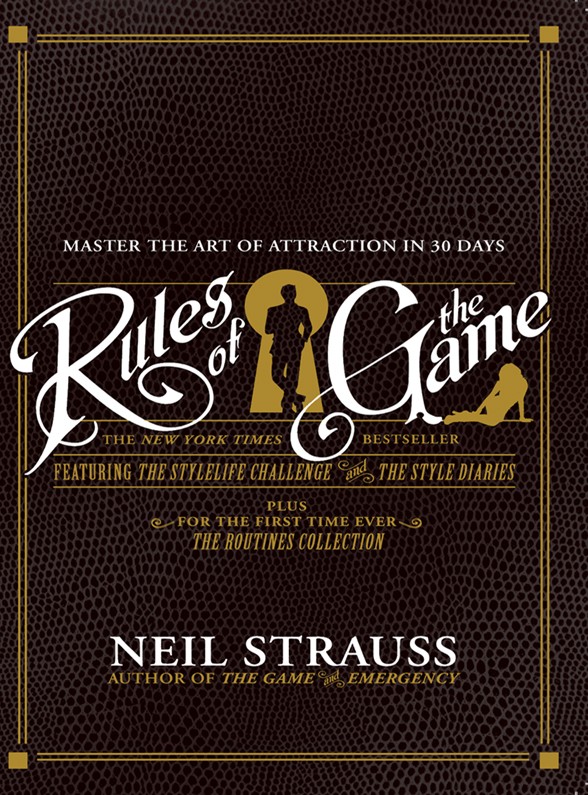 MASTER THE ART OF ATTRACTION IN 30 DAYS
Rules of the Game
THE NEW YORK TIMES BESTSELLER
FEATURING THE STYLELIFE CHALLENGE and THE STYLE DIARIES
PLUS
FOR THE FIRST TIME EVER
THE ROUTINES COLLECTION
NEIL STRAUSS
AUTHOR OF THE GAME and EMERGENCY